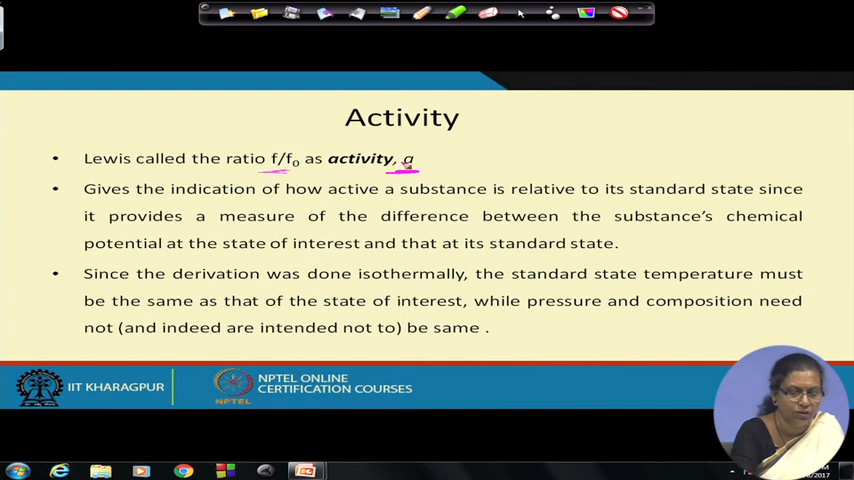 Activity
• Lewis called the ratio f/f₀ as activity, a
• Gives the indication of how active a substance is relative to its standard state since
it provides a measure of the difference between the substance's chemical
potential at the state of interest and that at its standard state.
• Since the derivation was done isothermally, the standard state temperature must
be the same as that of the state of interest, while pressure and composition need
not (and indeed are intended not to) be same .
IIT KHARAGPUR
NPTEL
NPTEL ONLINE
CERTIFICATION COURSES